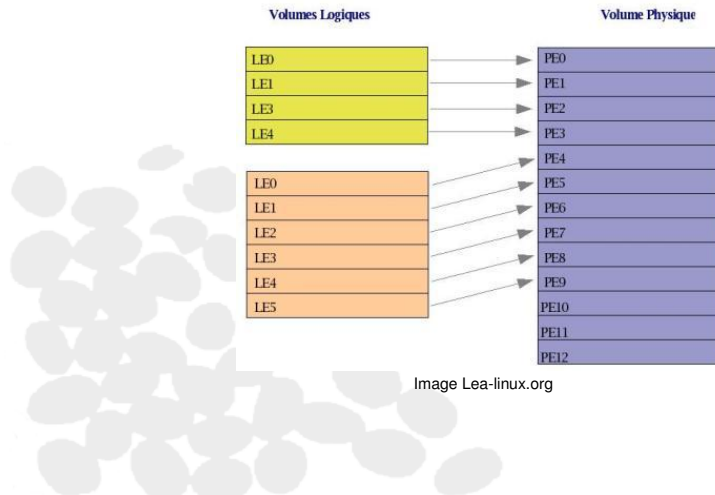 Volumes Logiques
Volume Physique
LE0
LE1
LE3
LE4
LE0
LE1
LE2
LE3
LE4
LE5
PE0
PE1
PE2
PE3
PE4
PE5
PE6
PE7
PE8
PE9
PE10
PE11
PE12
Image Lea-linux.org